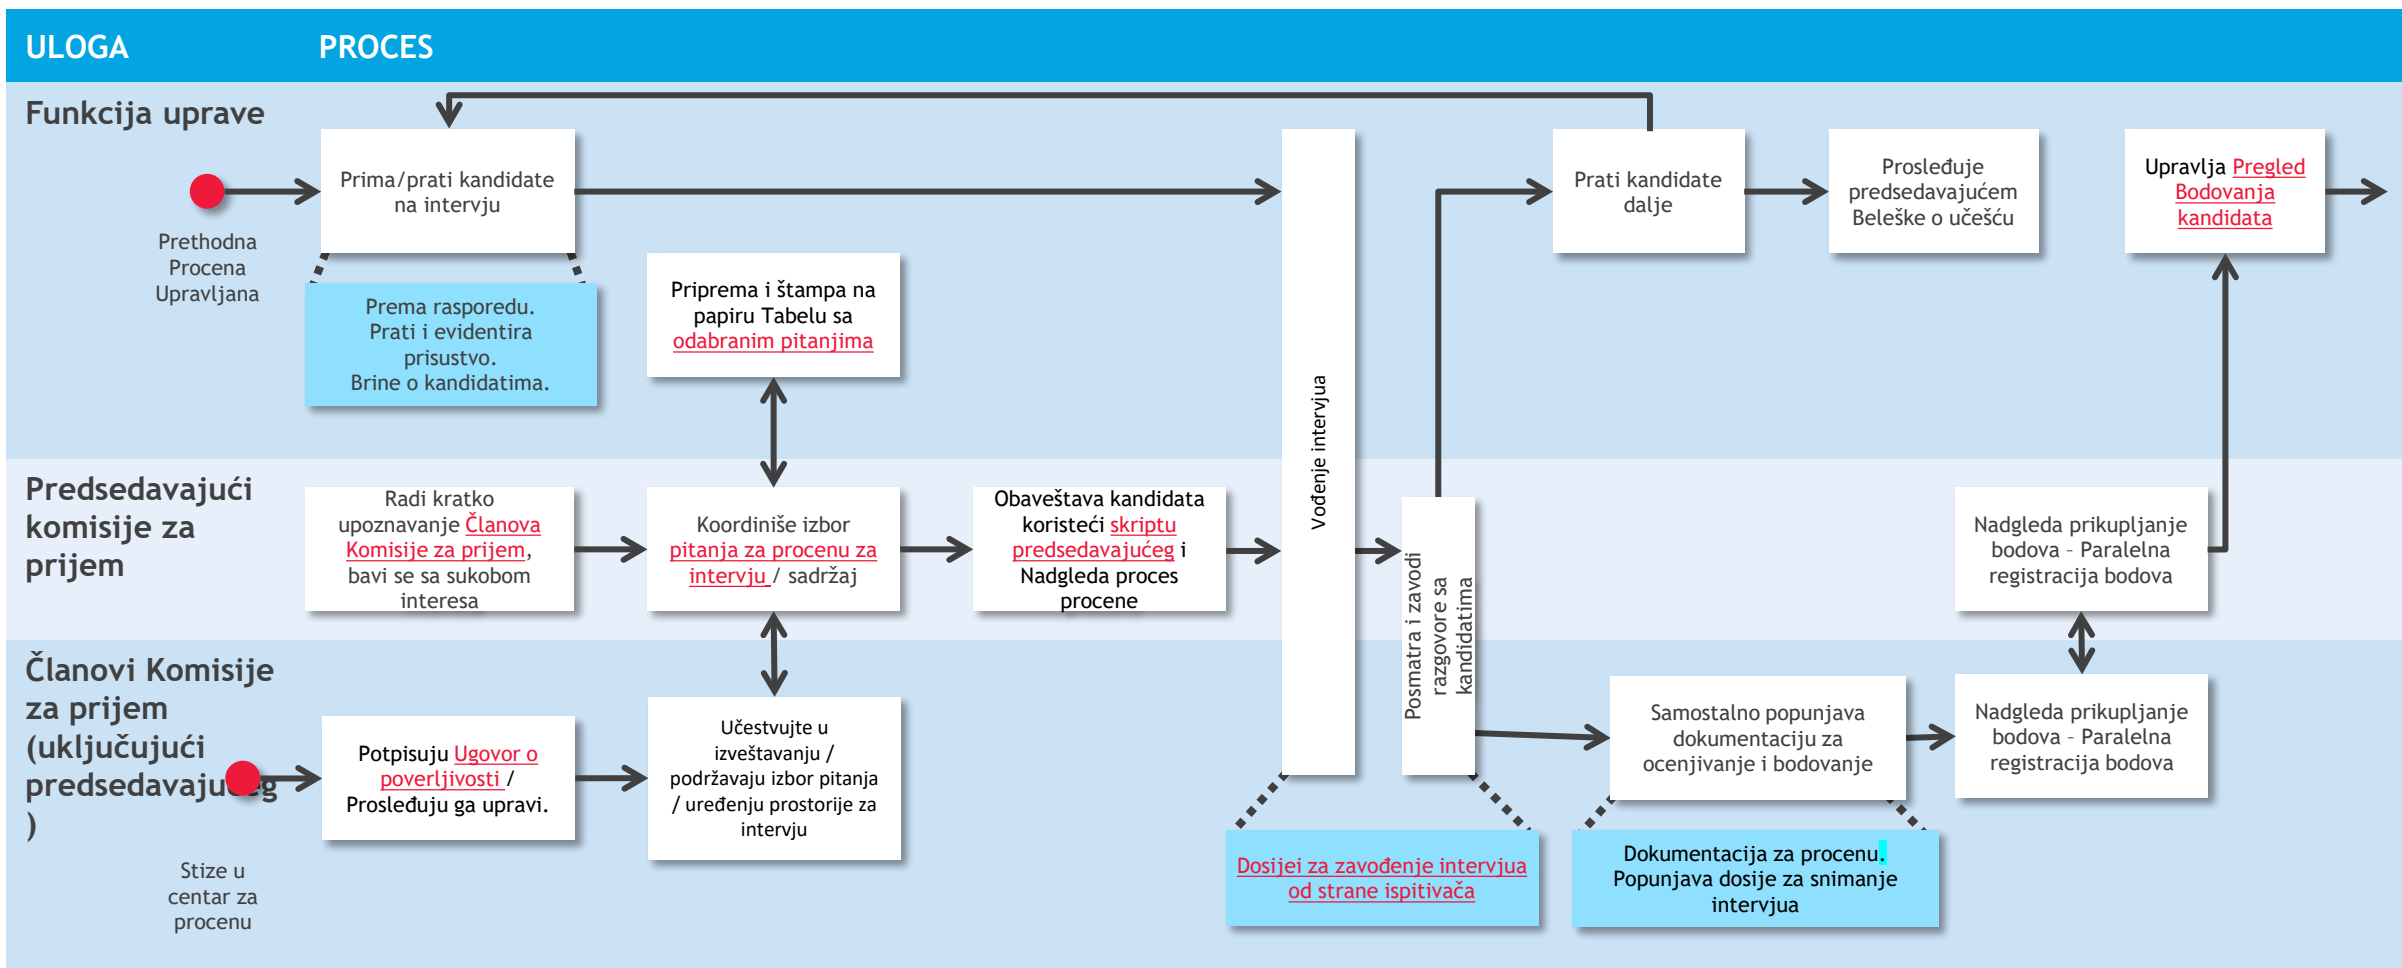 ULOGA
PROCES
Funkcija uprave
Prethodna
Procena
Upravljana
Prima/prati kandidate
na intervju
Prema rasporedu.
Prati i evidentira
prisustvo.
Brine o kandidatima.
Priprema i štampa na
papiru Tabelu sa
odabranim pitanjima
Vođenje intervjua
Prati kandidate
dalje
Prosleđuje
predsedavajućem
Beleške o učešću
Upravlja Pregled
Bodovanja
kandidata
Predsedavajući
komisije za
prijem
Radi kratko
upoznavanje Članova
Komisije za prijem,
bavi se sa sukobom
interesa
Koordiniše izbor
pitanja za procenu za
intervju / sadržaj
Obaveštava kandidata
koristeći skriptu
predsedavajućeg i
Nadgleda proces
procene
Posmatra i zavodi
razgovore sa
kandidatima
Nadgleda prikupljanje
bodova – Paralelna
registracija bodova
Članovi Komisije
za prijem
(uključujući
predsedavajućeg
)
Stize u
centar za
procenu
Potpisuju Ugovor o
poverljivosti /
Prosleđuju ga upravi.
Učestvujte u
izveštavanju /
podržavaju izbor pitanja
/ uređenju prostorije za
intervju
Dosijei za zavođenje intervjua
od strane ispitivača
Samostalno popunjava
dokumentaciju za
ocenjivanje i bodovanje
Dokumentacija za procenu.
Popunjava dosije za snimanje
intervjua
Nadgleda prikupljanje
bodova – Paralelna
registracija bodova